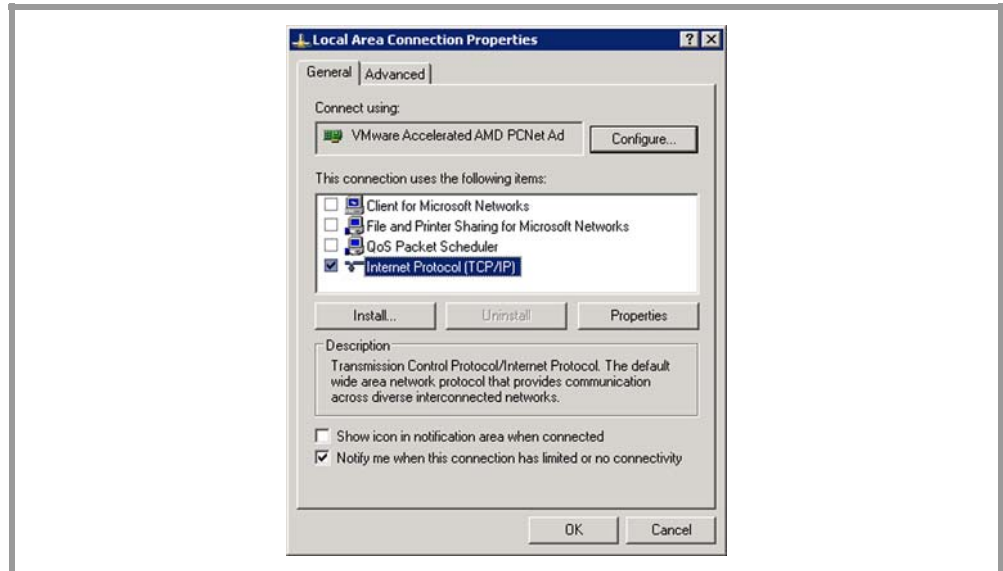 Local Area Connection Properties
General
Advanced
Connect using:
VMware Accelerated AMD PCNet Ad
Configure...
This connection uses the following items:
Client for Microsoft Networks
File and Printer Sharing for Microsoft Networks
QoS Packet Scheduler
Internet Protocol (TCP/IP)
Install...
Uninstall
Properties
Description
Transmission Control Protocol/Internet Protocol. The default
wide area network protocol that provides communication
across diverse interconnected networks.
Show icon in notification area when connected
Notify me when this connection has limited or no connectivity
OK
Cancel